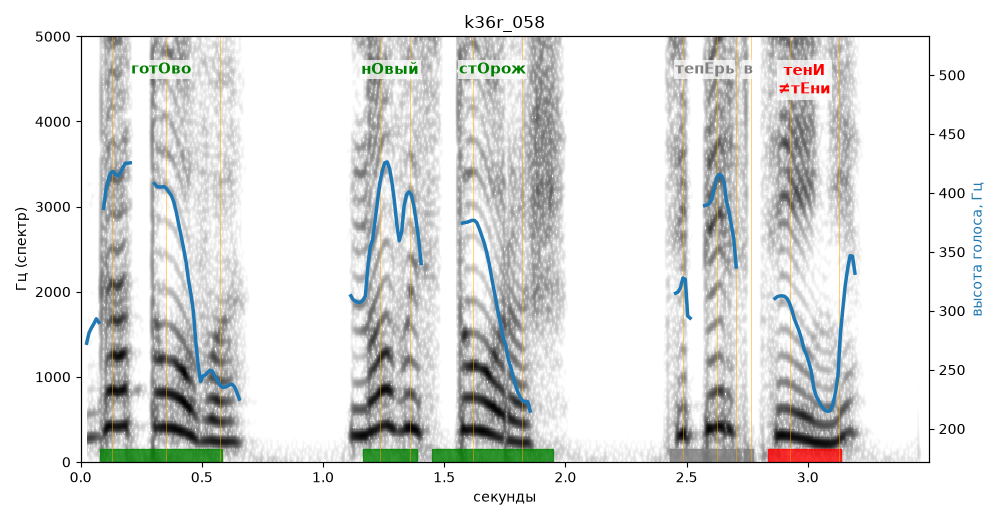 k36r_058
5000
4000
3000
2000
1000
0
Гц (спектр)
готОво
нОвый
стОрож
тепЕрь в
тенИ
≠тЕни
500
450
400
350
300
250
200
высота голоса, Гц
0.0 0.5 1.0 1.5 2.0 2.5 3.0
секунды